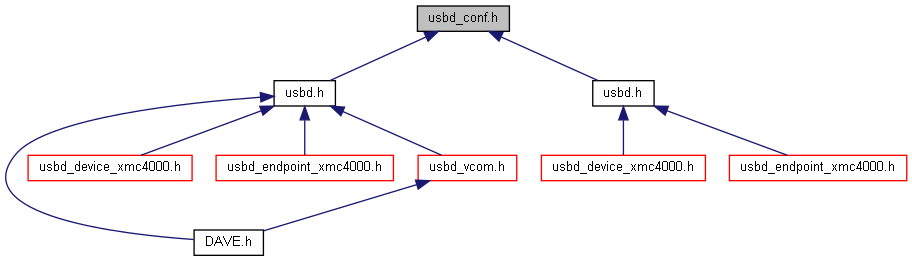 usbd_conf.h
usbd.h
usbd.h
usbd_device_xmc4000.h
usbd_endpoint_xmc4000.h
usbd_vcom.h
usbd_device_xmc4000.h
usbd_endpoint_xmc4000.h
DAVE.h